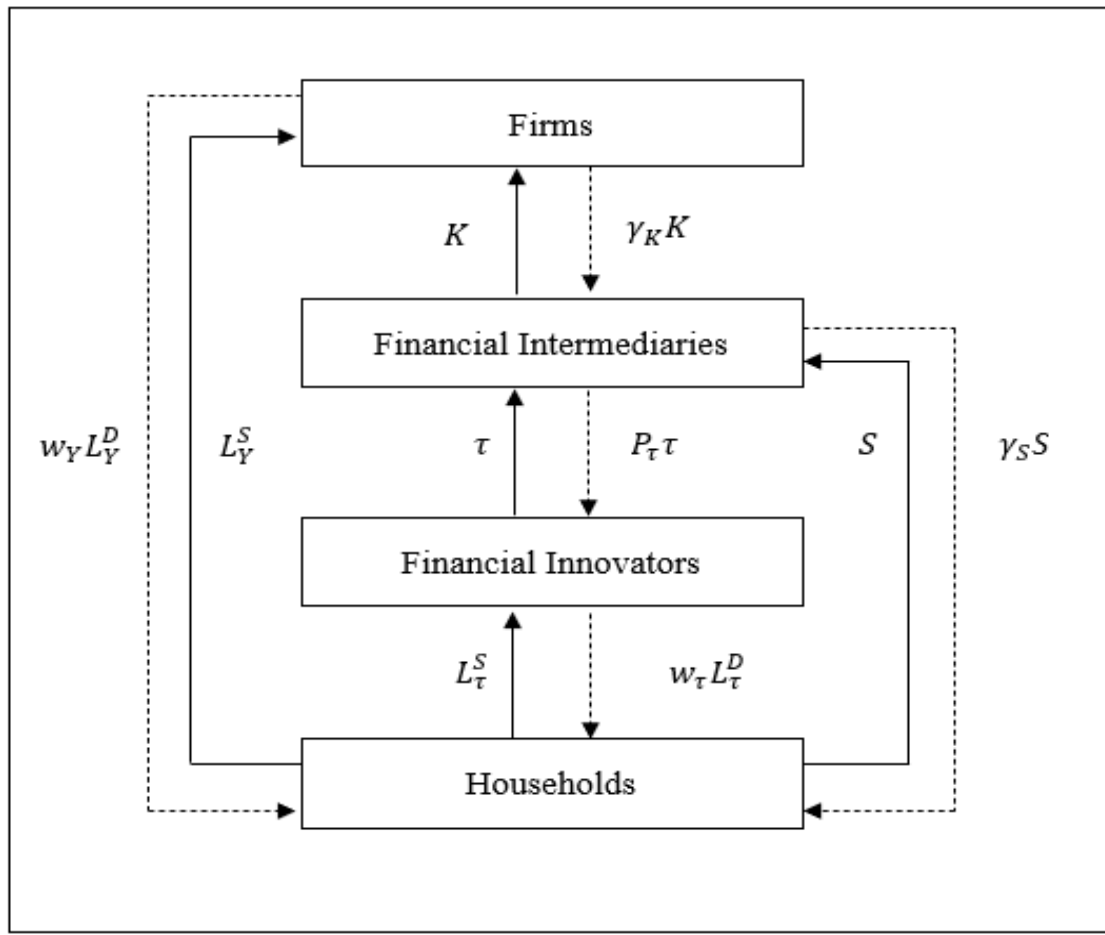 Firms
K γ_K K
Financial Intermediaries
w_Y L_Y^D L_Y^S τ P_τ τ S γ_S S
Financial Innovators
L_τ^S w_τ L_τ^D
Households